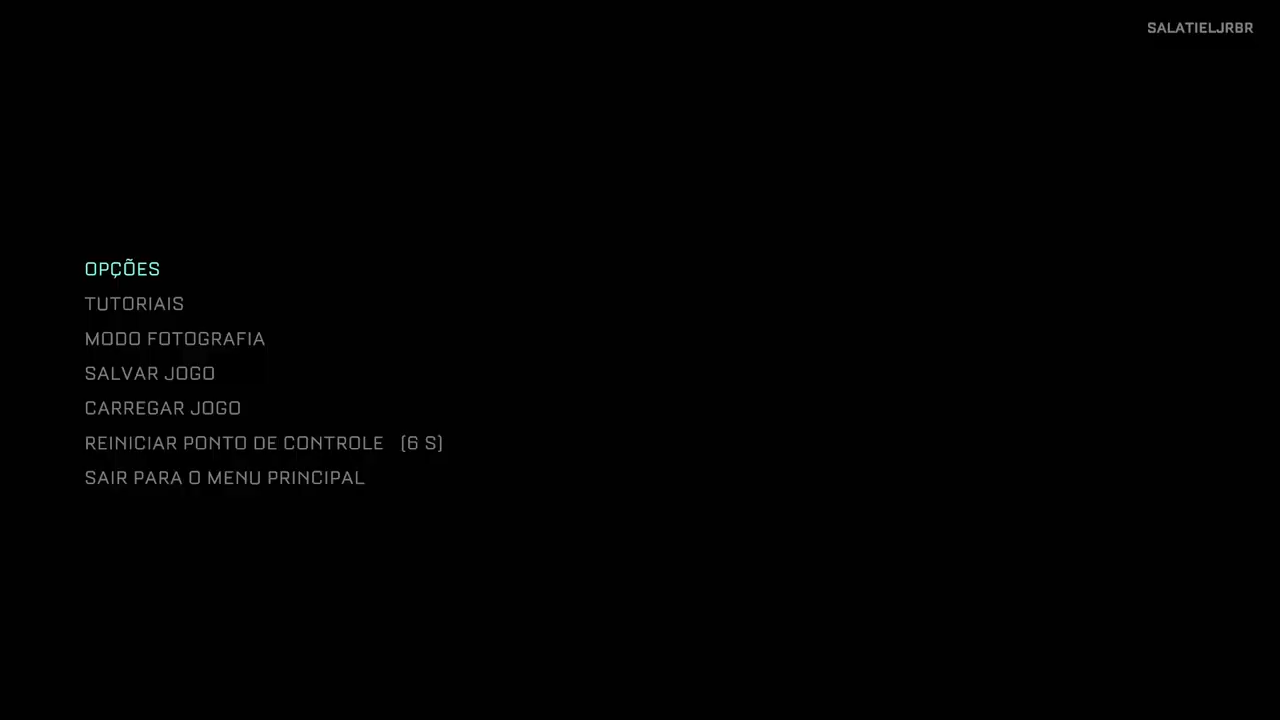 SALATIELJRBR
OPÇÕES
TUTORIAIS
MODO FOTOGRAFIA
SALVAR JOGO
CARREGAR JOGO
REINICIAR PONTO DE CONTROLE (6 S)
SAIR PARA O MENU PRINCIPAL